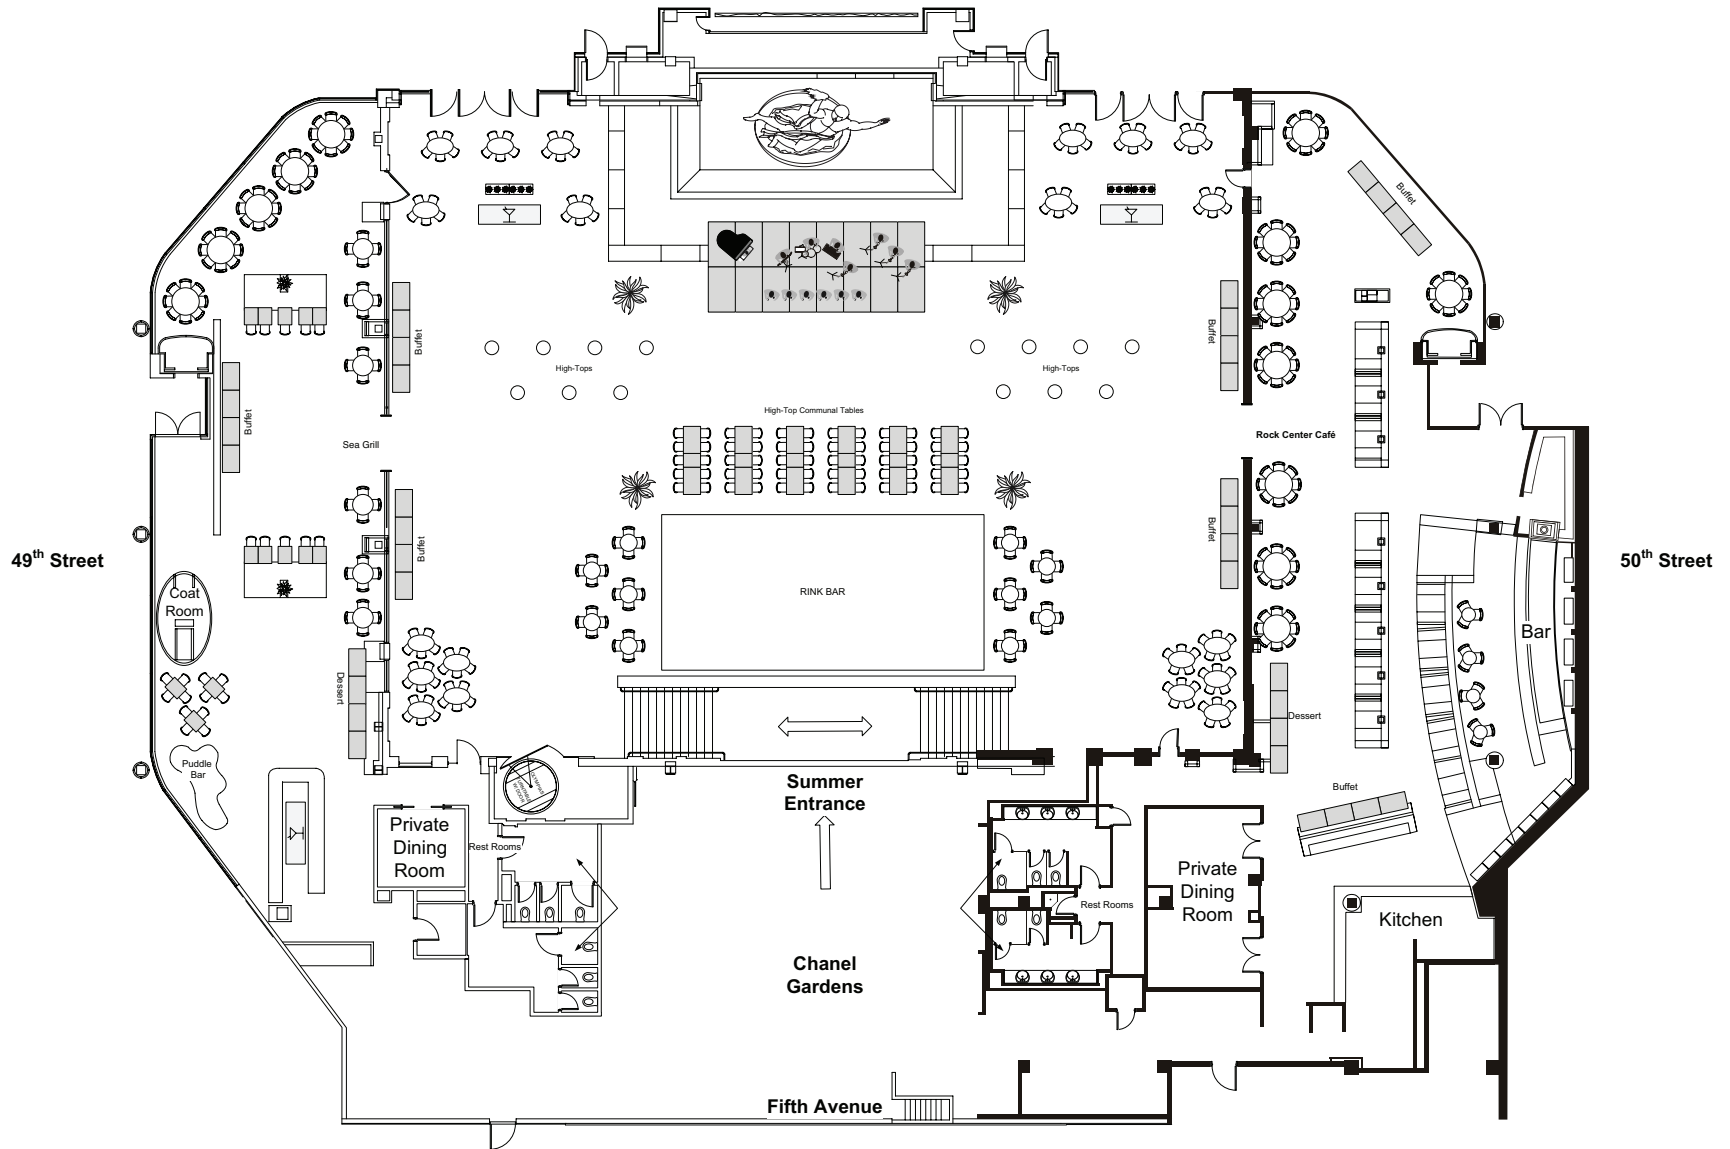 Buffet
Buffet
Buffet
High-Tops
High-Tops
Buffet
High-Top Communal Tables
Sea Grill
Rock Center Café
Buffet
Buffet
49th Street
50th Street
Coat
Room
RINK BAR
Bar
Dessert
Dessert
Puddle
Bar
Summer
Entrance
Buffet
Private
Dining
Room
Rest Rooms
Private
Dining
Room
Rest Rooms
Kitchen
Chanel
Gardens
Fifth Avenue